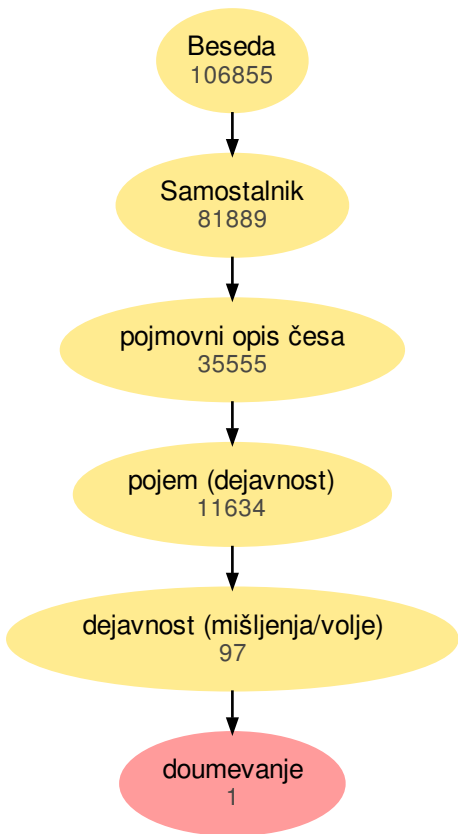 Beseda
106855
Samostalnik
81889
pojmovni opis česa
35555
pojem (dejavnost)
11634
dejavnost (mišljenja/volje)
97
doumevanje
1